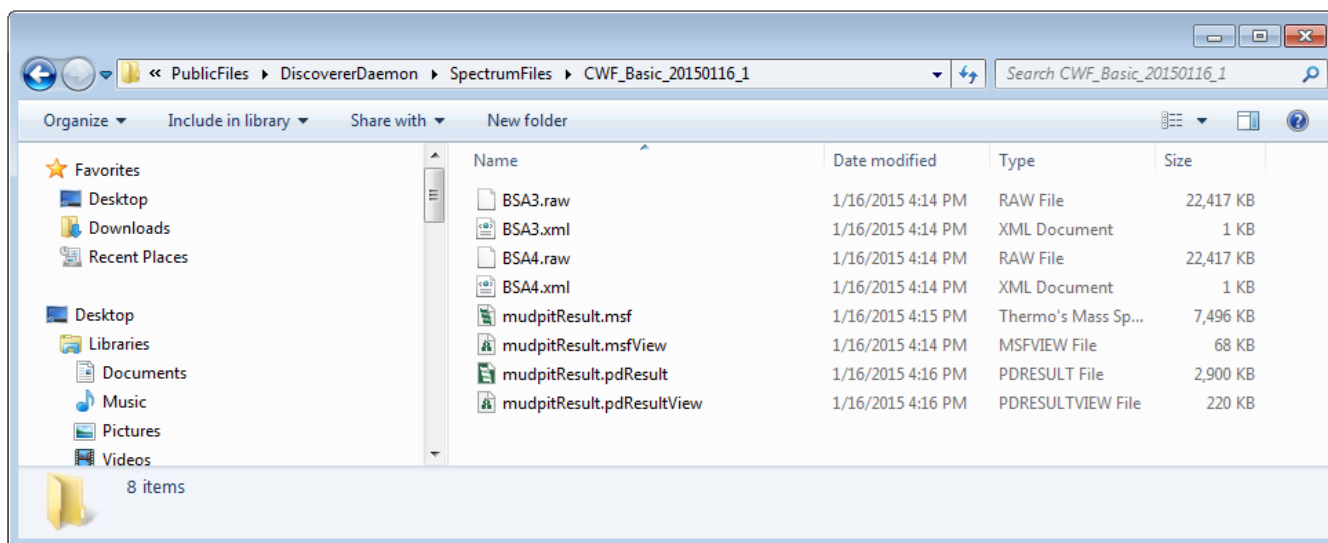 « PublicFiles ▸ DiscovererDaemon ▸ SpectrumFiles ▸ CWF_Basic_20150116_1 Search CWF_Basic_20150116_1
Organize Include in library Share with New folder
Favorites
Desktop
Downloads
Recent Places
Desktop
Libraries
Documents
Music
Pictures
Videos
Name Date modified Type Size
BSA3.raw 1/16/2015 4:14 PM RAW File 22,417 KB
BSA3.xml 1/16/2015 4:14 PM XML Document 1 KB
BSA4.raw 1/16/2015 4:14 PM RAW File 22,417 KB
BSA4.xml 1/16/2015 4:14 PM XML Document 1 KB
mudpitResult.msf 1/16/2015 4:15 PM Thermo's Mass Sp... 7,496 KB
mudpitResult.msfView 1/16/2015 4:14 PM MSFVIEW File 68 KB
mudpitResult.pdResult 1/16/2015 4:16 PM PDRESULT File 2,900 KB
mudpitResult.pdResultView 1/16/2015 4:16 PM PDRESULTVIEW File 220 KB
8 items